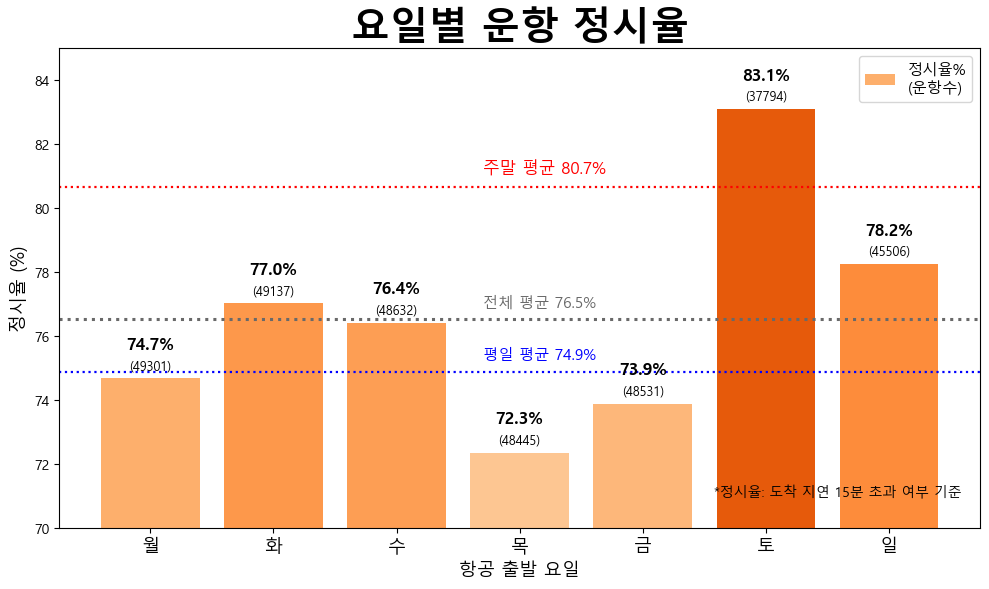 요일별 운항 정시율
정시율%
(운항수)
정시율 (%)
84
82
80
78
76
74
72
70
83.1%
(37794)
주말 평균 80.7%
78.2%
(45506)
77.0%
(49137)
76.4%
(48632)
전체 평균 76.5%
74.7%
(49301)
평일 평균 74.9%
73.9%
(48531)
72.3%
(48445)
*정시율: 도착 지연 15분 초과 여부 기준
월 화 수 목 금 토 일
항공 출발 요일